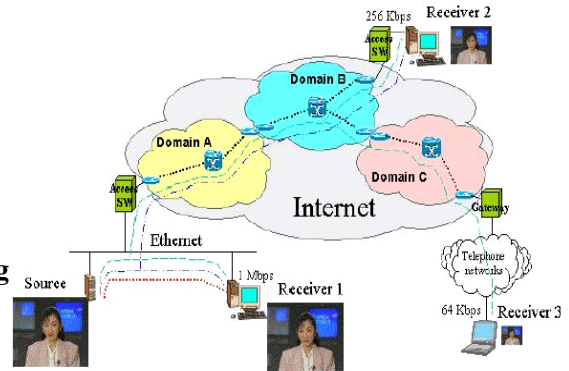 256 Kbps
Receiver 2
Access
SW
Domain B
Domain A
Domain C
Access
SW
Internet
Gateway
Ethernet
Telephone
networks
g
Source
1 Mbps
Receiver 1
64 Kbps
Receiver 3